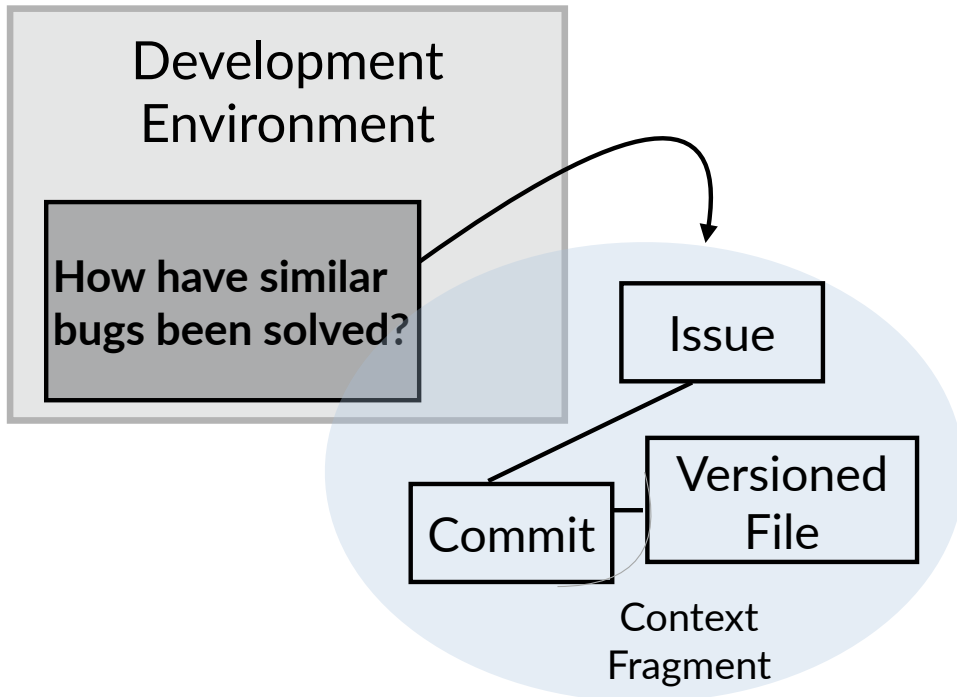 Development
Environment
How have similar
bugs been solved?
Issue
Versioned
File
Commit
Context
Fragment